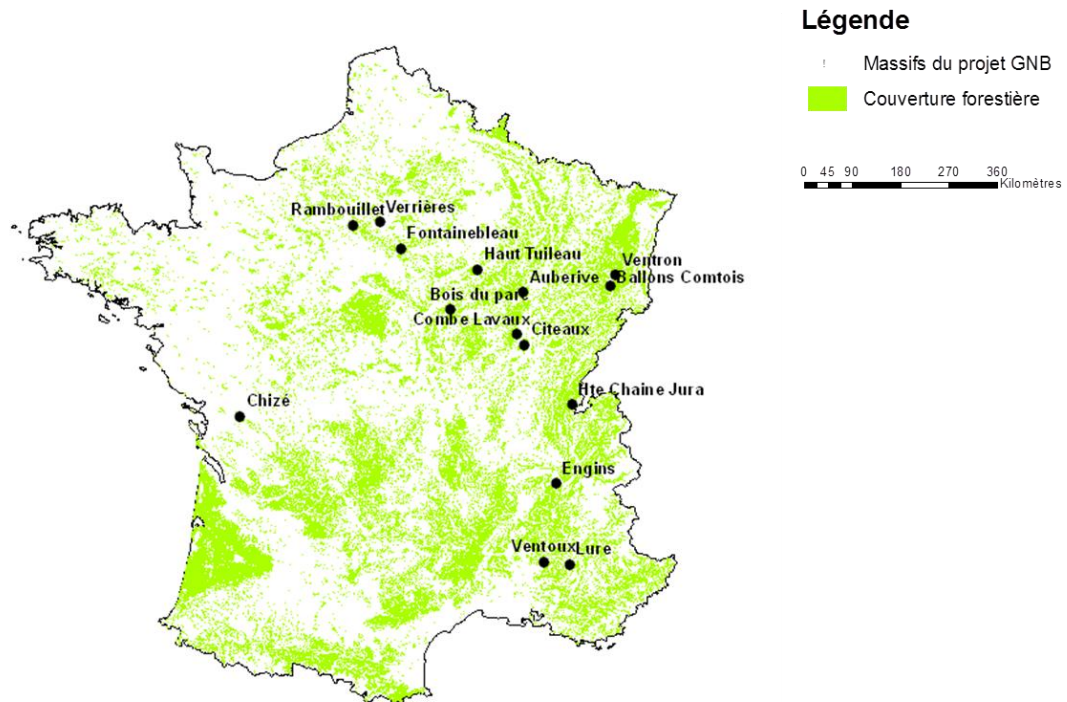 Légende
Massifs du projet GNB
Couverture forestière
0 45 90 180 270 360
Kilomètres
Rambouillet
Verrières
Fontainebleau
Haut Tuileau
Ventron
Auberive
Ballons Comtois
Bois du parc
Combe Lavaux
Citeaux
Hte Chaine Jura
Chizé
Engins
Ventoux
Lure